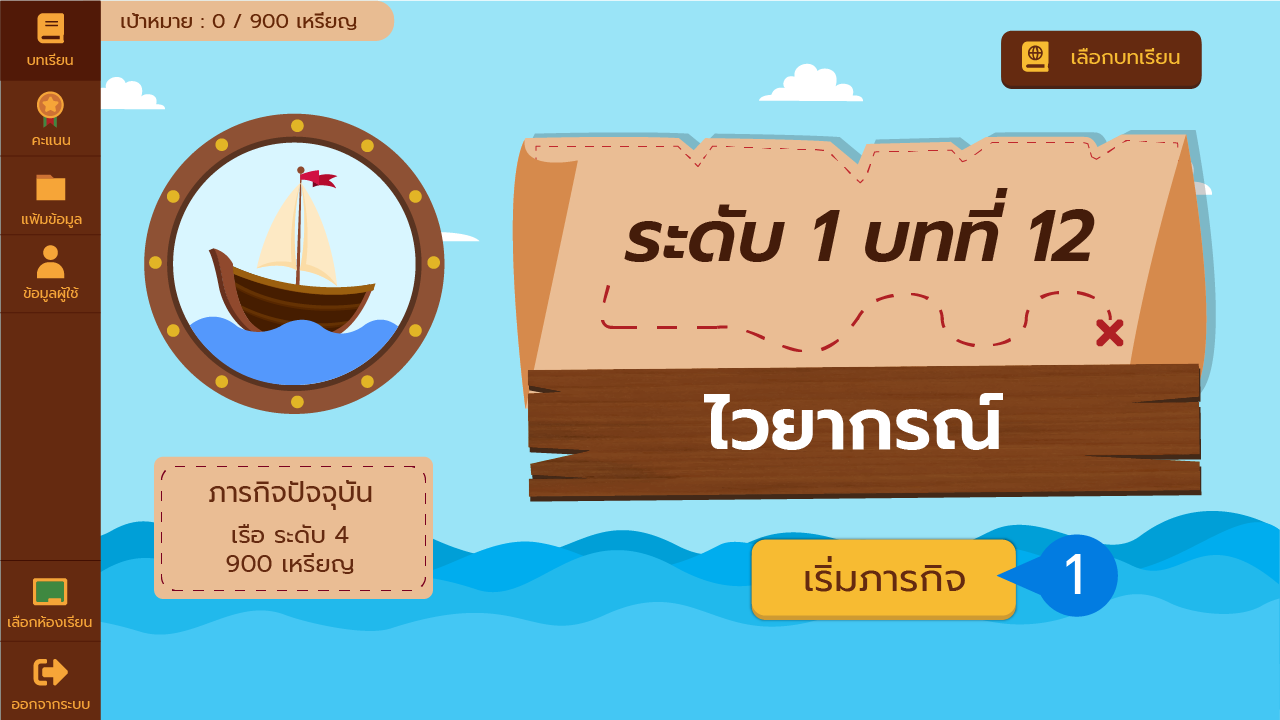 เป้าหมาย : 0 / 900 เหรียญ
บทเรียน
คะแนน
แฟ้มข้อมูล
ข้อมูลผู้ใช้
เลือกห้องเรียน
ออกจากระบบ
เลือกบทเรียน
ระดับ 1 บทที่ 12
ไวยากรณ์
ภารกิจปัจจุบัน
เรือ ระดับ 4
900 เหรียญ
เริ่มภารกิจ
1